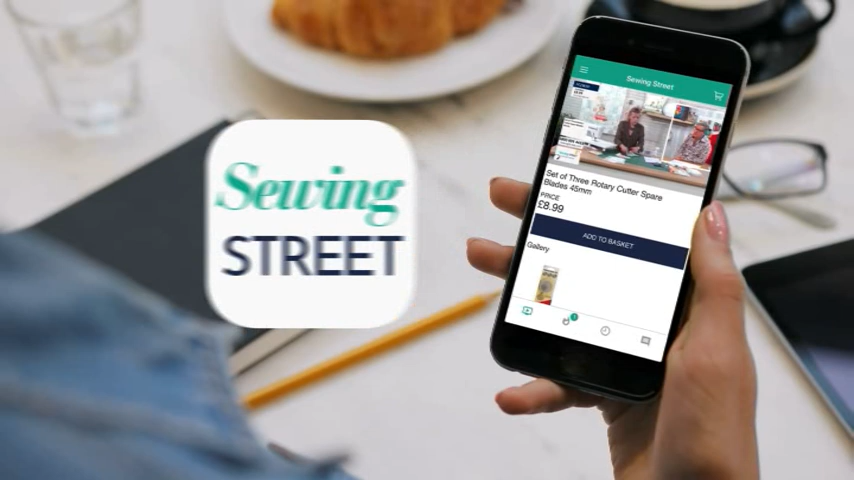 Sewing
STREET
Sewing Street
Set of Three Rotary Cutter Spare
Blades 45mm
PRICE
£8.99
ADD TO BASKET
Gallery